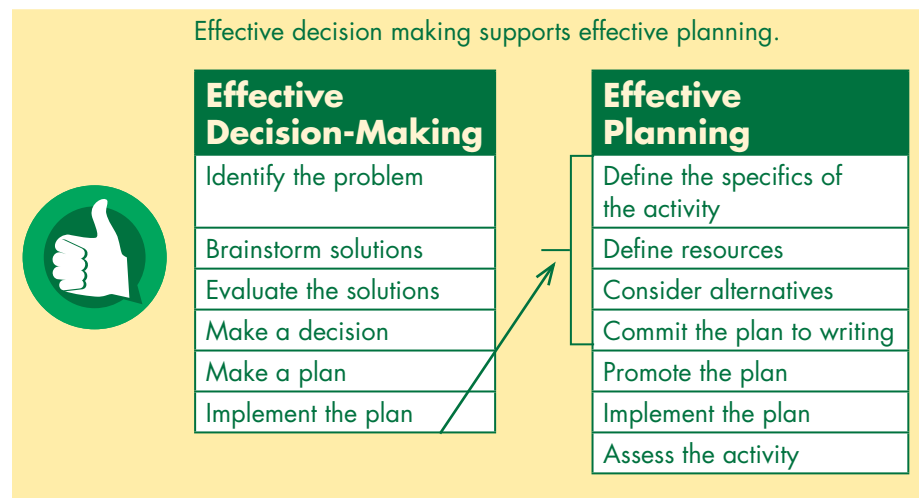 Effective decision making supports effective planning.
Effective
Decision-Making
Identify the problem
Brainstorm solutions
Evaluate the solutions
Make a decision
Make a plan
Implement the plan
Effective
Planning
Define the specifics of
the activity
Define resources
Consider alternatives
Commit the plan to writing
Promote the plan
Implement the plan
Assess the activity